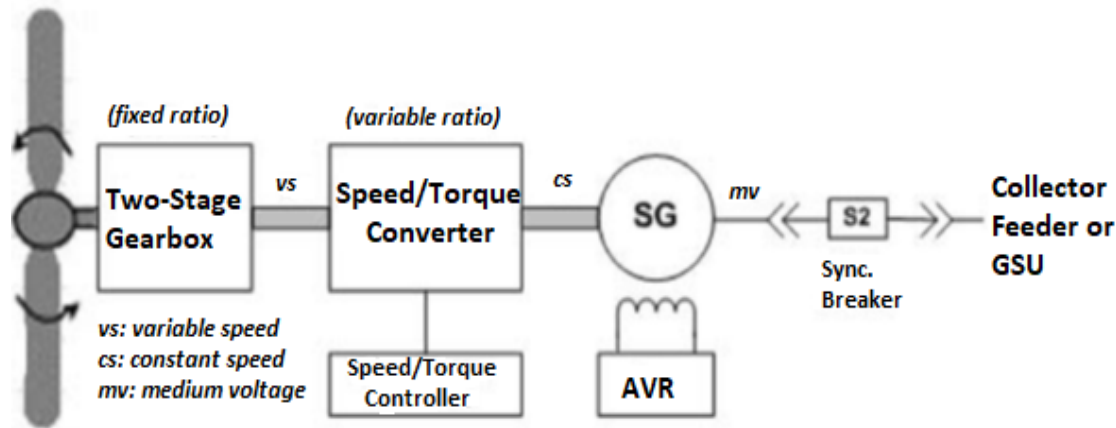 (fixed ratio)
(variable ratio)
Two-Stage
Gearbox
vs
Speed/Torque
Converter
cs
SG
mv
S2
Sync.
Breaker
Collector
Feeder or
GSU
vs: variable speed
cs: constant speed
mv: medium voltage
Speed/Torque
Controller
AVR